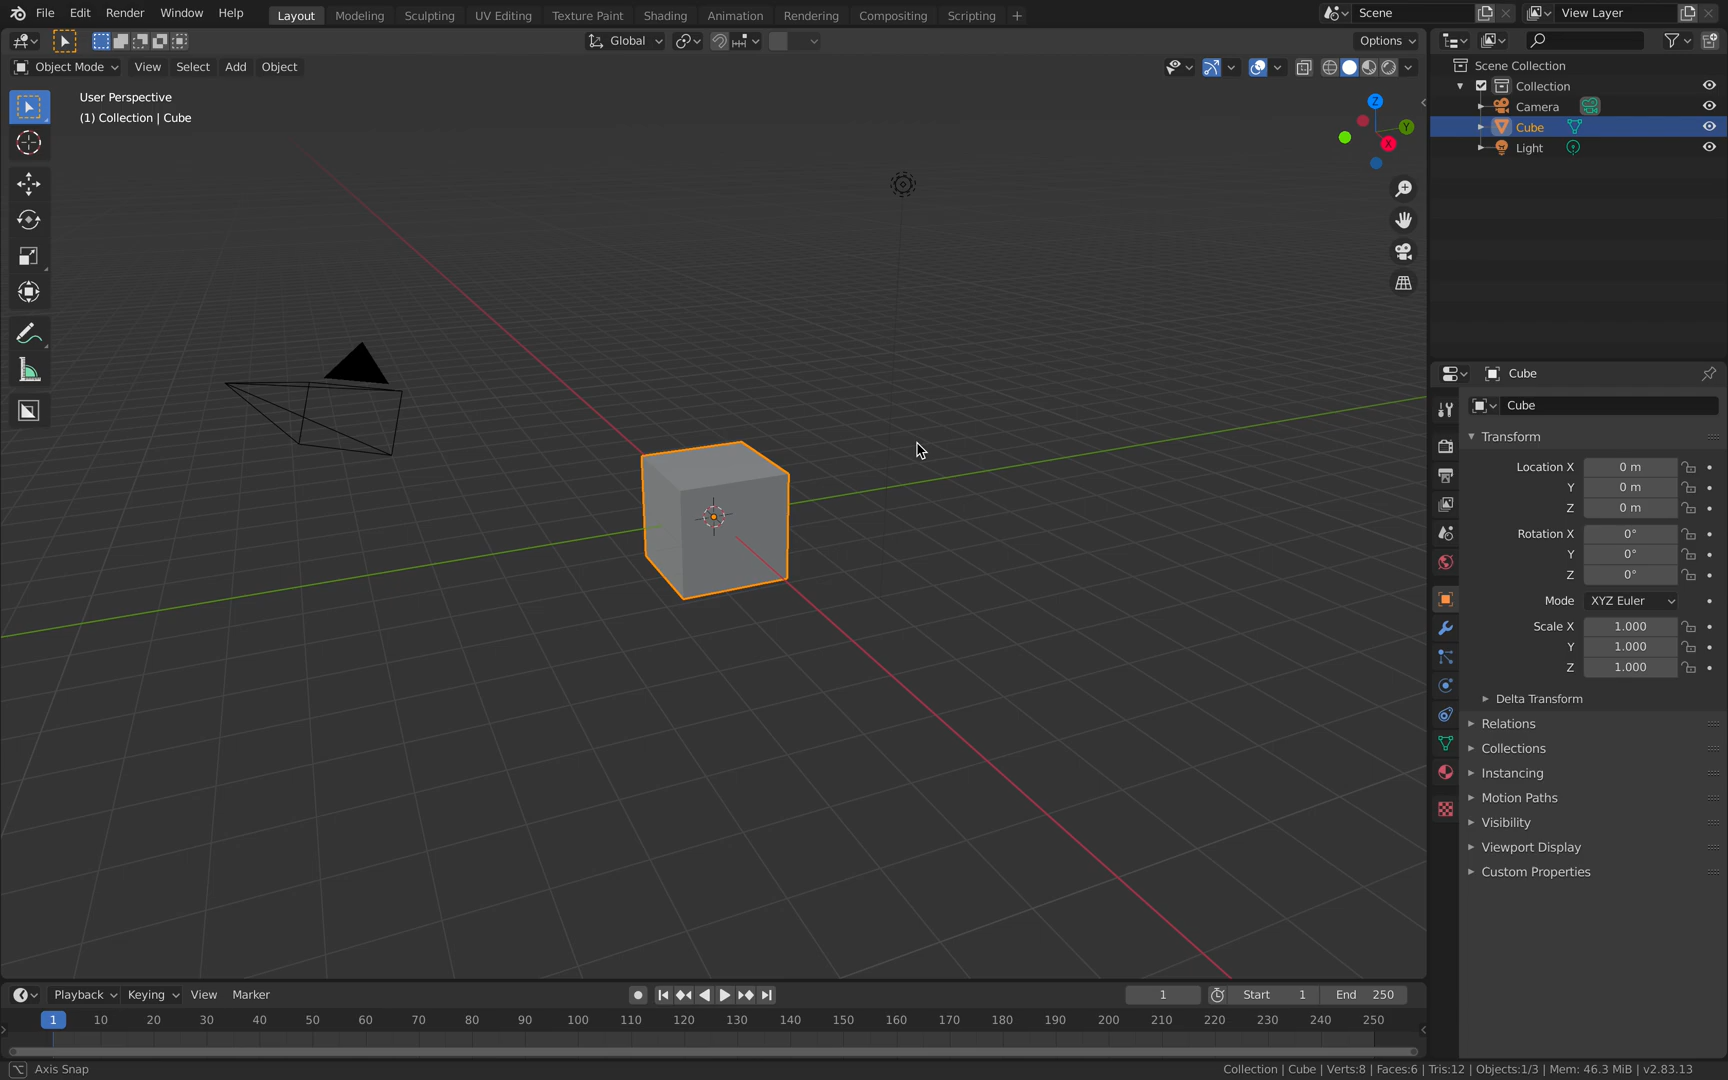 File Edit Render Window Help Layout Modeling Sculpting UV Editing Texture Paint Shading Animation Rendering Compositing Scripting + Scene View Layer
Global Options
Object Mode View Select Add Object
User Perspective
(1) Collection | Cube
Z
Y
X
Scene Collection
Collection
Camera
Cube
Light
Cube
Cube
Transform
Location X 0 m
Y 0 m
Z 0 m
Rotation X 0°
Y 0°
Z 0°
Mode XYZ Euler
Scale X 1.000
Y 1.000
Z 1.000
Delta Transform
Relations
Collections
Instancing
Motion Paths
Visibility
Viewport Display
Custom Properties
Playback Keying View Marker 1 Start 1 End 250
1 10 20 30 40 50 60 70 80 90 100 110 120 130 140 150 160 170 180 190 200 210 220 230 240 250
Axis Snap Collection | Cube | Verts:8 | Faces:6 | Tris:12 | Objects:1/3 | Mem: 46.3 MiB | v2.83.13